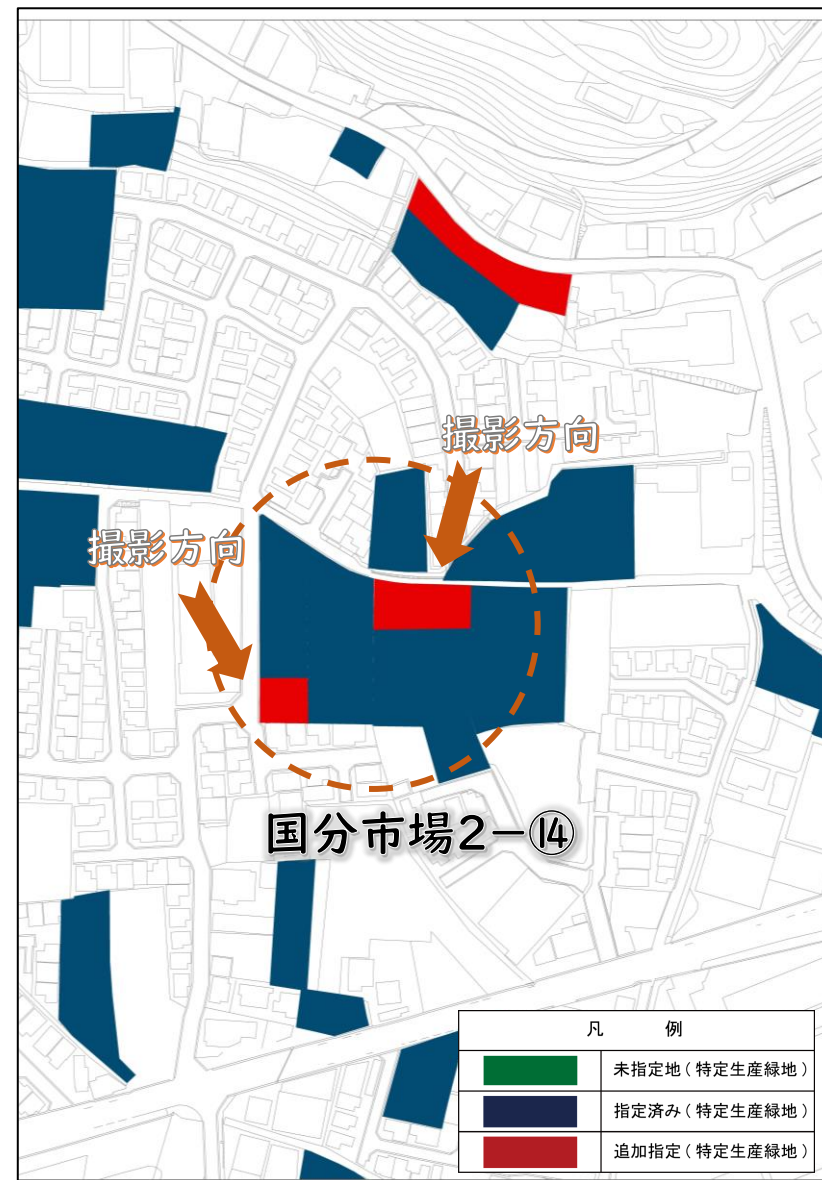 撮影方向
撮影方向
国分市場2－⑭
凡 例
未指定地(特定生産緑地)
指定済み(特定生産緑地)
追加指定(特定生産緑地)